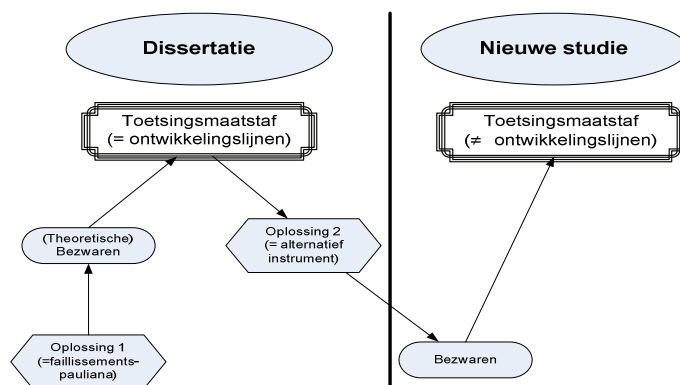 Dissertatie
Nieuwe studie
Toetsingsmaatstaf
(= ontwikkelingslijnen)
Toetsingsmaatstaf
(≠ ontwikkelingslijnen)
(Theoretische)
Bezwaren
Oplossing 2
(= alternatief
instrument)
Oplossing 1
(=faillissements-
pauliana)
Bezwaren